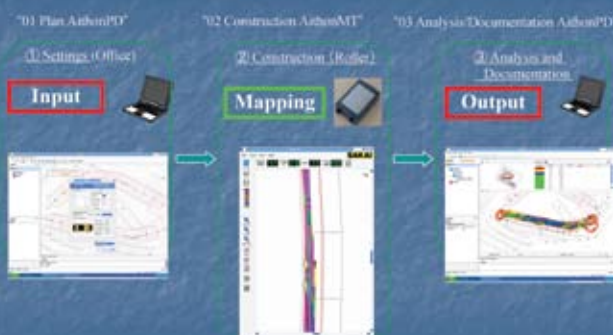 "01 Plan AithonPD"
① Settings (Office)
Input
"02 Construction AithonMT"
② Construction (Roller)
Mapping
SAKAI
"03 Analysis/Documentation AithonPD
③ Analysis and
Documentation
Output